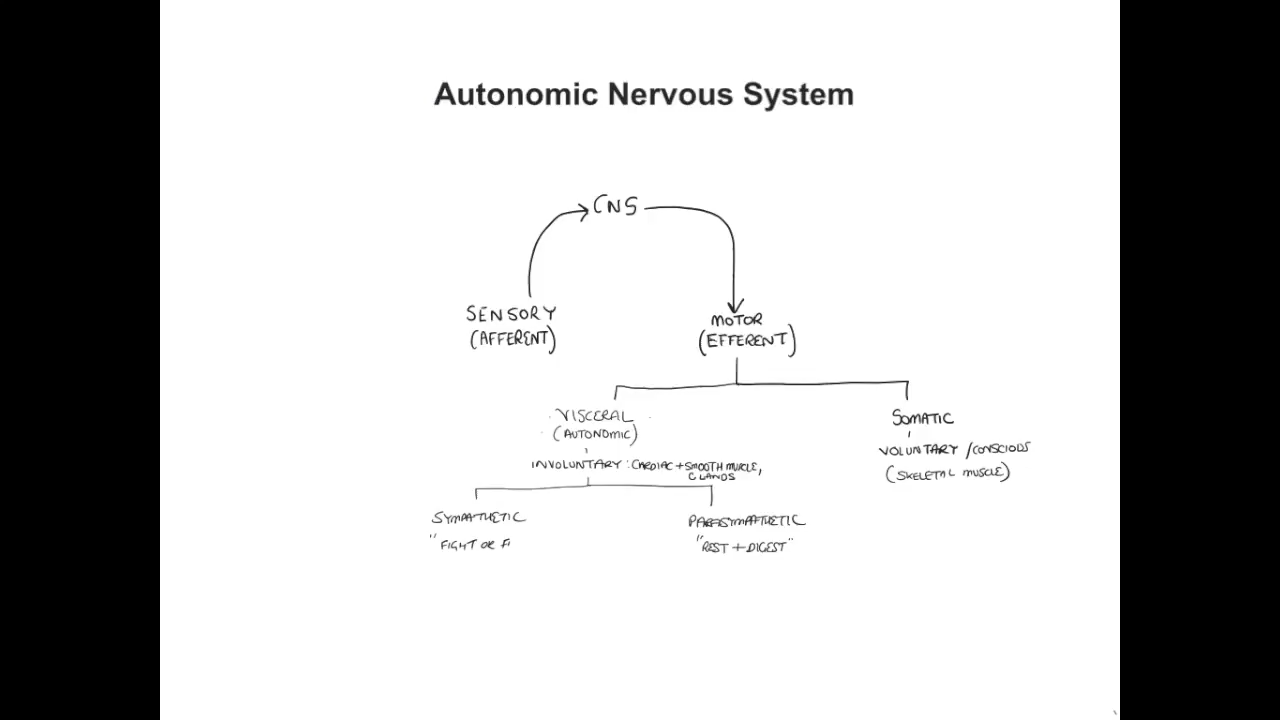 Autonomic Nervous System
CNS
SENSORY
(AFFERENT)
MOTOR
(EFFERENT)
VISCERAL
(AUTONOMIC)
SOMATIC
INVOLUNTARY : CARDIAC + SMOOTH MUSCLE,
GLANDS
VOLUNTARY / CONSCIOUS
(SKELETAL MUSCLE)
SYMPATHETIC
"FIGHT OR F
PARASYMPATHETIC
"REST + DIGEST"